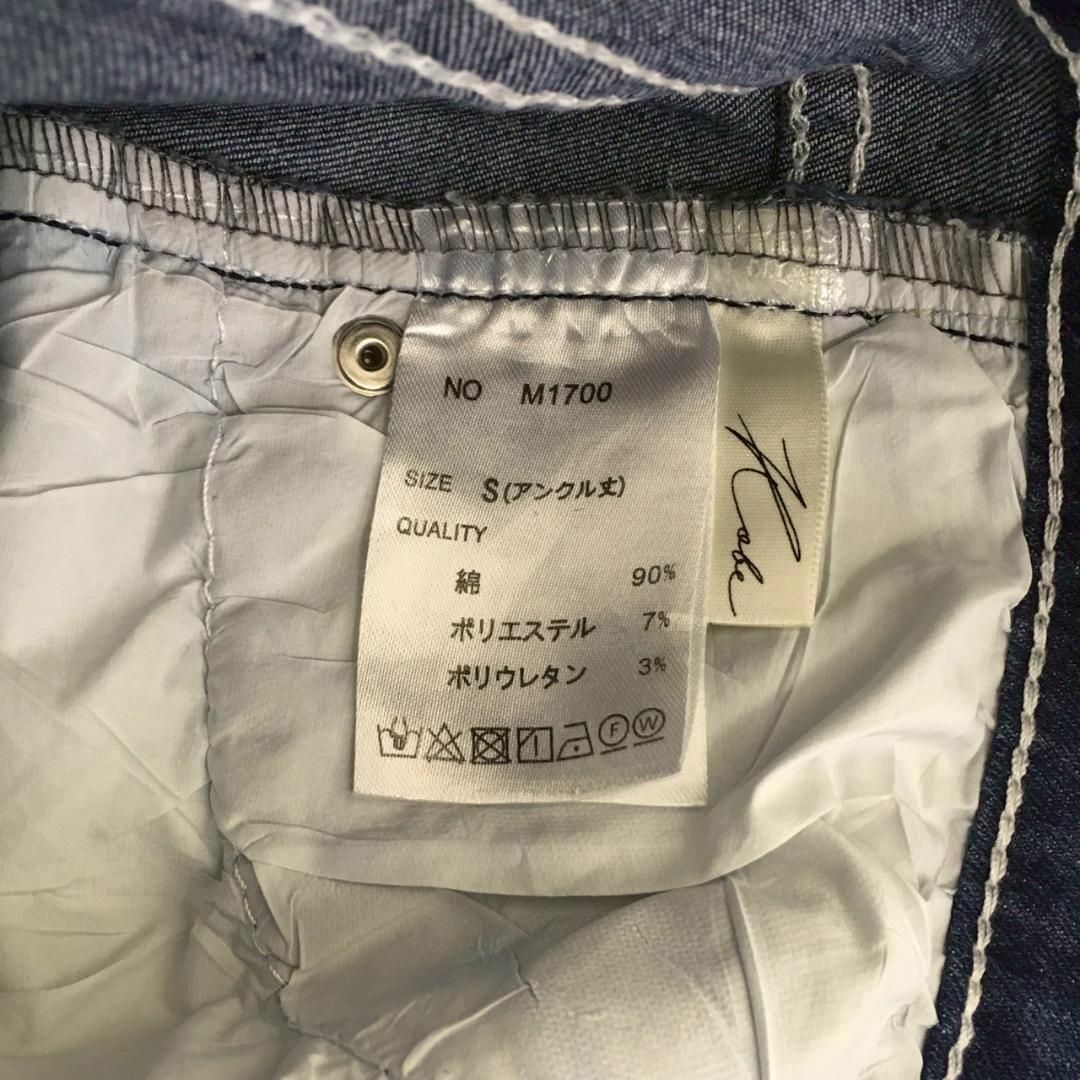 NO M1700
SIZE S(アンクル丈)
QUALITY
綿 90%
ポリエステル 7%
ポリウレタン 3%
F W
Kobe